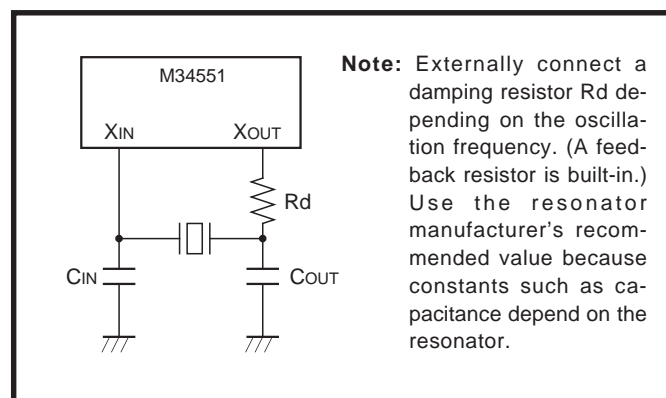 M34551
XIN
XOUT
Rd
CIN
COUT
Note: Externally connect a
damping resistor Rd de-
pending on the oscilla-
tion frequency. (A feed-
back resistor is built-in.)
Use the resonator
manufacturer's recom-
mended value because
constants such as ca-
pacitance depend on the
resonator.